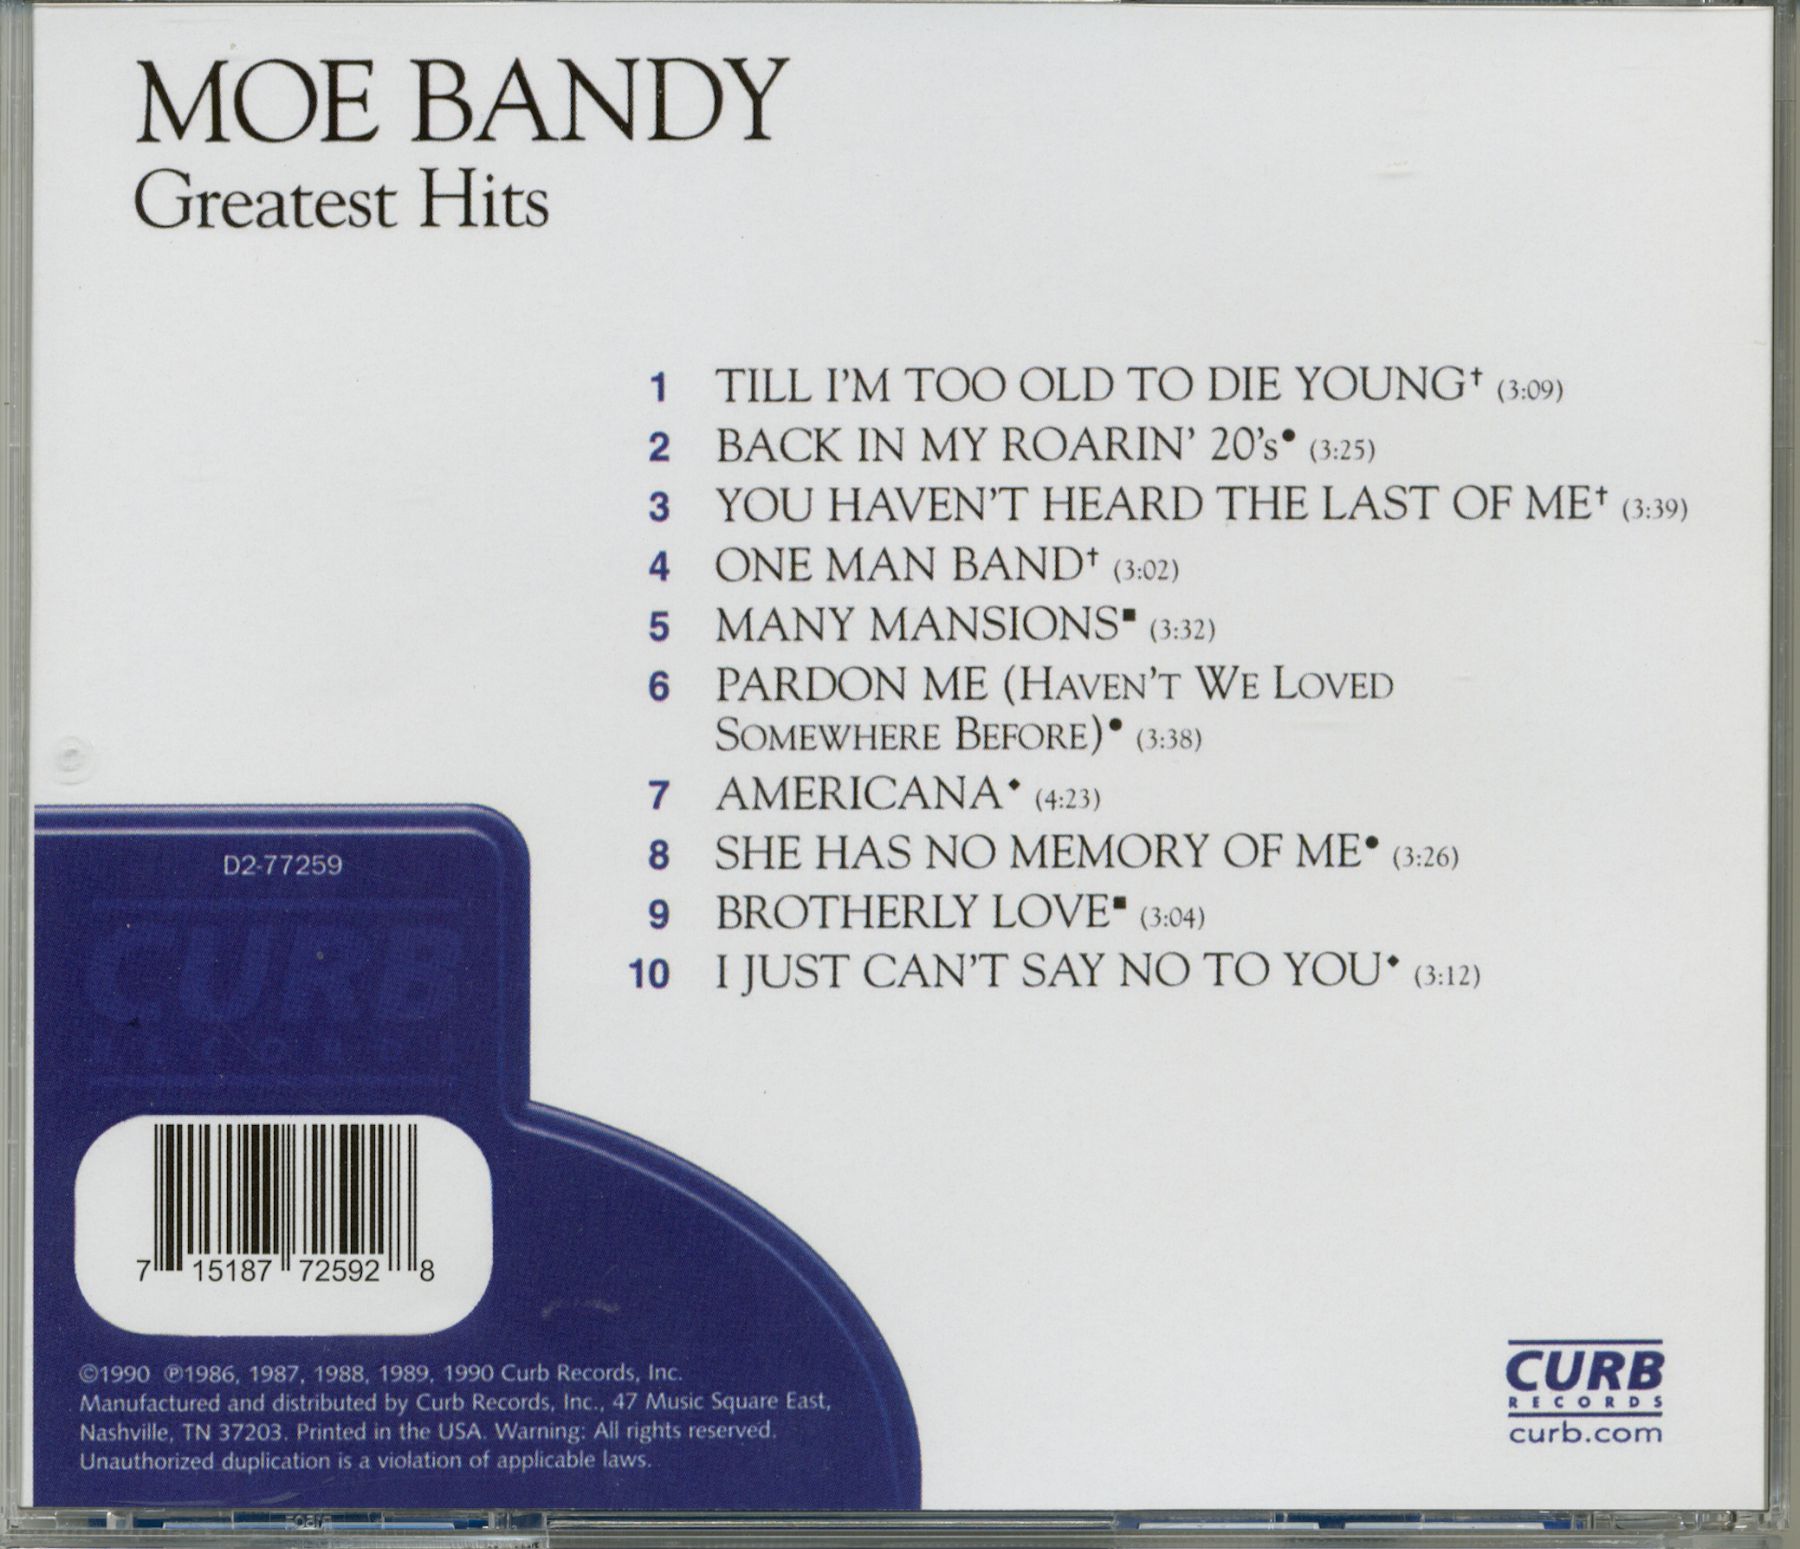 MOE BANDY
Greatest Hits
1 TILL I'M TOO OLD TO DIE YOUNG† (3:09)
2 BACK IN MY ROARIN' 20's● (3:25)
3 YOU HAVEN'T HEARD THE LAST OF ME† (3:39)
4 ONE MAN BAND† (3:02)
5 MANY MANSIONS■ (3:32)
6 PARDON ME (HAVEN'T WE LOVED
SOMEWHERE BEFORE)● (3:38)
7 AMERICANA◆ (4:23)
8 SHE HAS NO MEMORY OF ME● (3:26)
9 BROTHERLY LOVE■ (3:04)
10 I JUST CAN'T SAY NO TO YOU◆ (3:12)
D2-77259
CURB
RECORDS
7 15187 72592 8
©1990 ℗1986, 1987, 1988, 1989, 1990 Curb Records, Inc.
Manufactured and distributed by Curb Records, Inc., 47 Music Square East,
Nashville, TN 37203. Printed in the USA. Warning: All rights reserved.
Unauthorized duplication is a violation of applicable laws.
CURB
RECORDS
curb.com